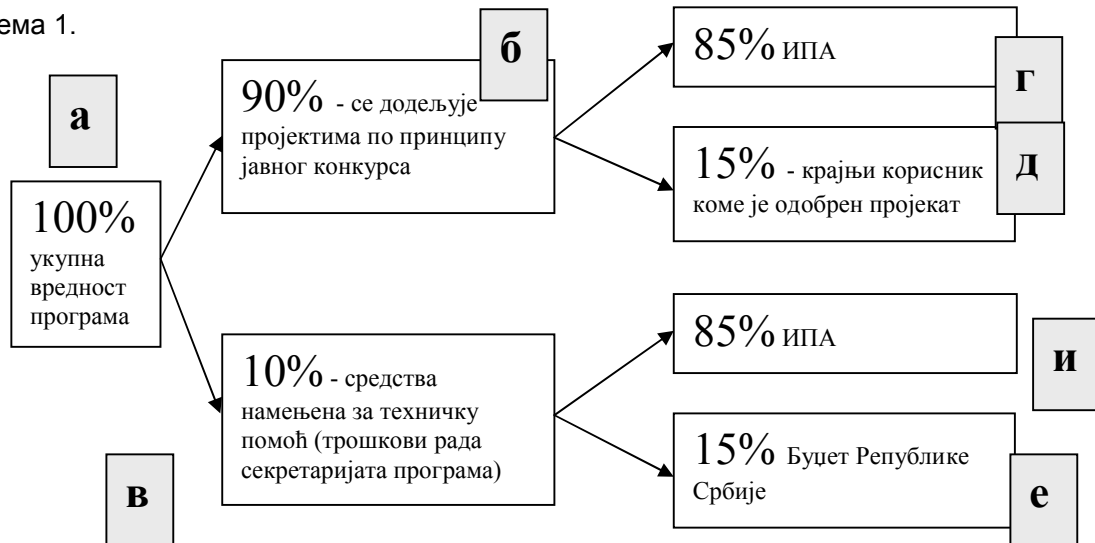 ема 1.
а
100%
укупна
вредност
програма
б
90% - се додељује
пројектима по принципу
јавног конкурса
85% ИПА
г
15% - крајњи корисник
коме је одобрен пројекат
д
в
10% - средства
намењена за техничку
помоћ (трошкови рада
секретаријата програма)
85% ИПА
и
15% Буџет Републике
Србије
е